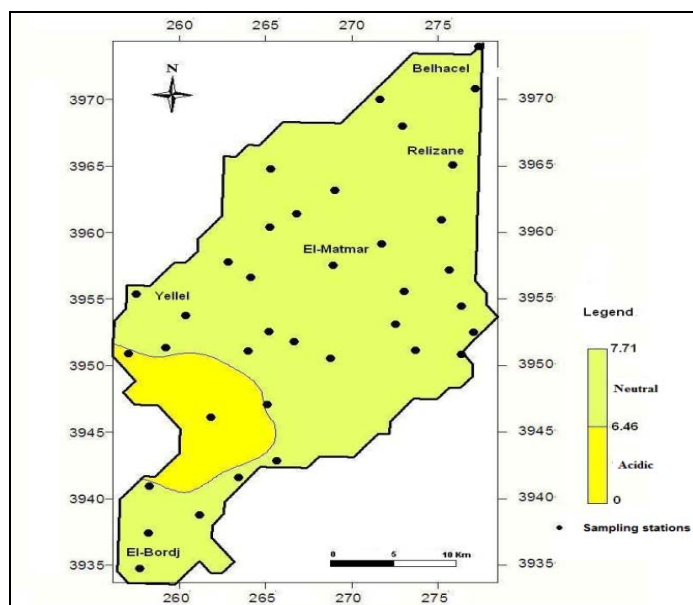 260 265 270 275
N
Belhacel
3970 3970
Relizane
3965 3965
3960 3960
El-Matmar
3955 3955
Yellel
Legend
3950 3950
7.71
Neutral
3945 3945
6.46
Acidic
3940 3940
0
Sampling stations
El-Bordj
0 5 10 Km
3935 3935
260 265 270 275